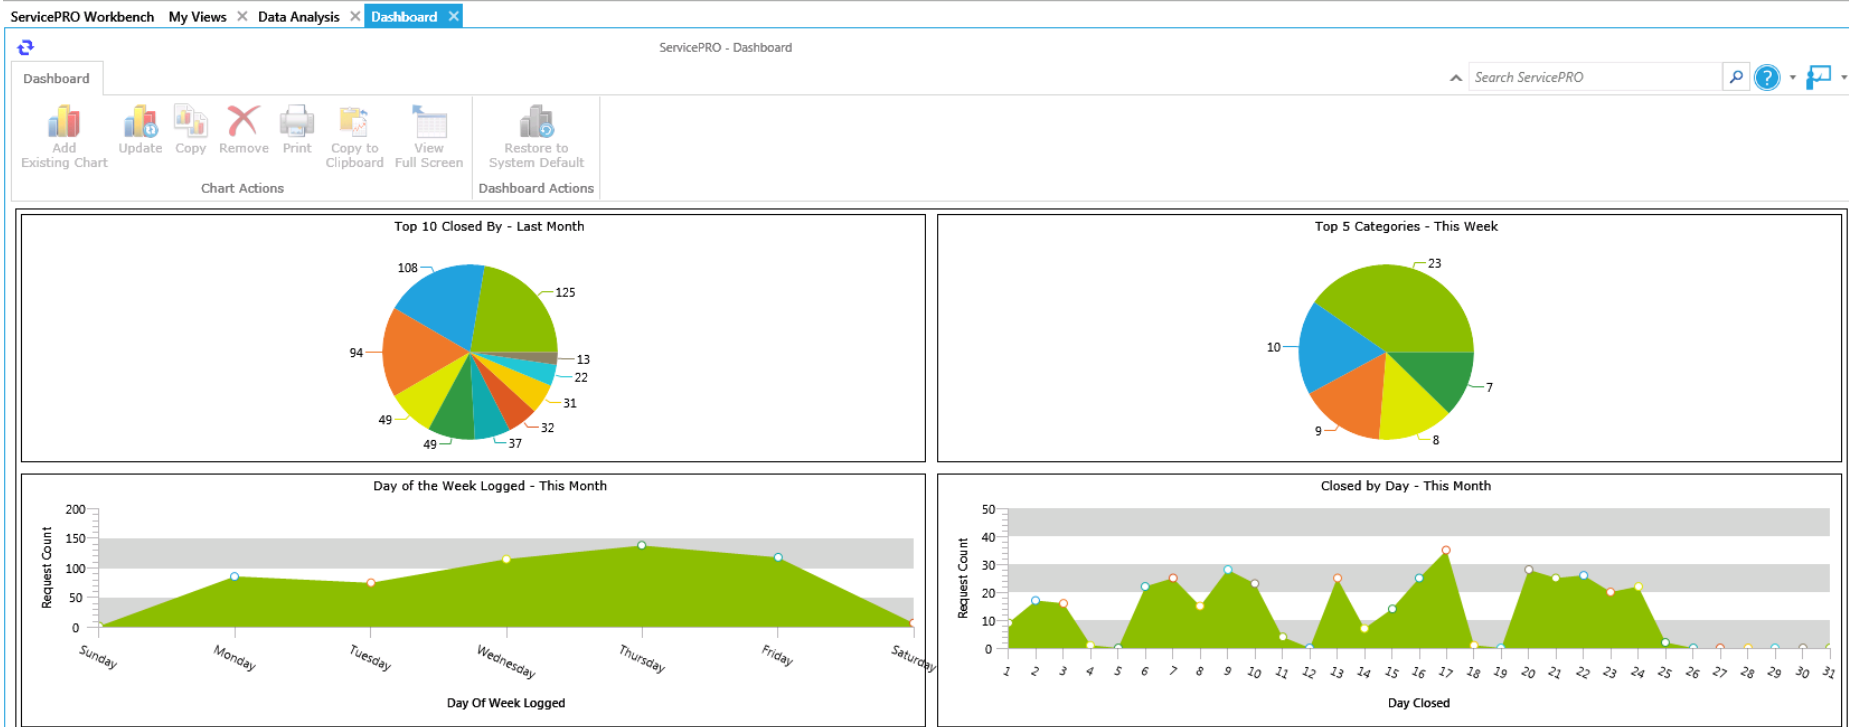 ServicePRO Workbench My Views Data Analysis Dashboard
ServicePRO - Dashboard
Dashboard
Search ServicePRO
Add Existing Chart
Update
Copy
Remove
Print
Copy to Clipboard
View Full Screen
Restore to System Default
Chart Actions
Dashboard Actions
Top 10 Closed By - Last Month
108
125
94
13
22
31
49
32
49
37
Top 5 Categories - This Week
23
10
7
9
8
Day of the Week Logged - This Month
Request Count
200
150
100
50
0
Sunday Monday Tuesday Wednesday Thursday Friday Saturday
Day Of Week Logged
Closed by Day - This Month
Request Count
50
40
30
20
10
0
1 2 3 4 5 6 7 8 9 10 11 12 13 14 15 16 17 18 19 20 21 22 23 24 25 26 27 28 29 30 31
Day Closed